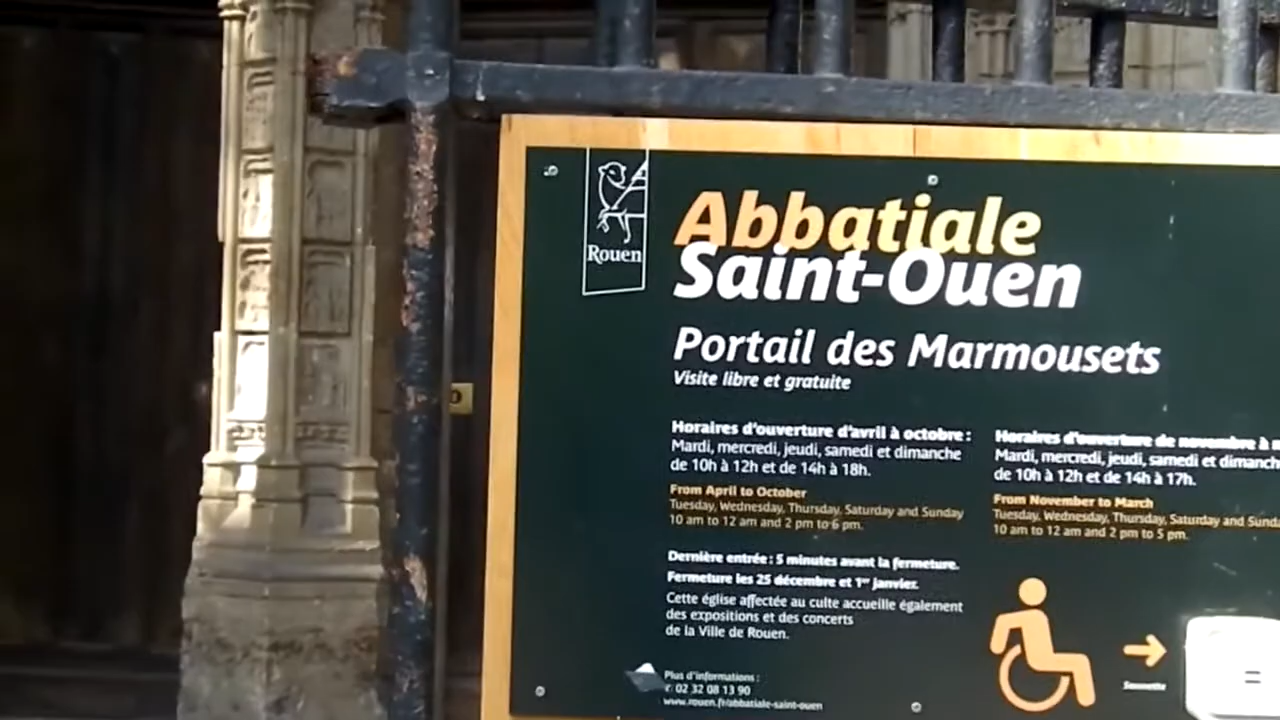 Rouen
Abbatiale
Saint-Ouen
Portail des Marmousets
Visite libre et gratuite
Horaires d'ouverture d'avril à octobre :
Mardi, mercredi, jeudi, samedi et dimanche
de 10h à 12h et de 14h à 18h.
From April to October
Tuesday, Wednesday, Thursday, Saturday and Sunday
10 am to 12 am and 2 pm to 6 pm.
Horaires d'ouverture de novembre à
Mardi, mercredi, jeudi, samedi et dimanch
de 10h à 12h et de 14h à 17h.
From November to March
Tuesday, Wednesday, Thursday, Saturday and Sund
10 am to 12 am and 2 pm to 5 pm.
Dernière entrée : 5 minutes avant la fermeture.
Fermeture les 25 décembre et 1er janvier.
Cette église affectée au culte accueille également
des expositions et des concerts
de la Ville de Rouen.
Plus d'informations :
02 32 08 13 90
www.rouen.fr/abbatiale-saint-ouen
Sonnette